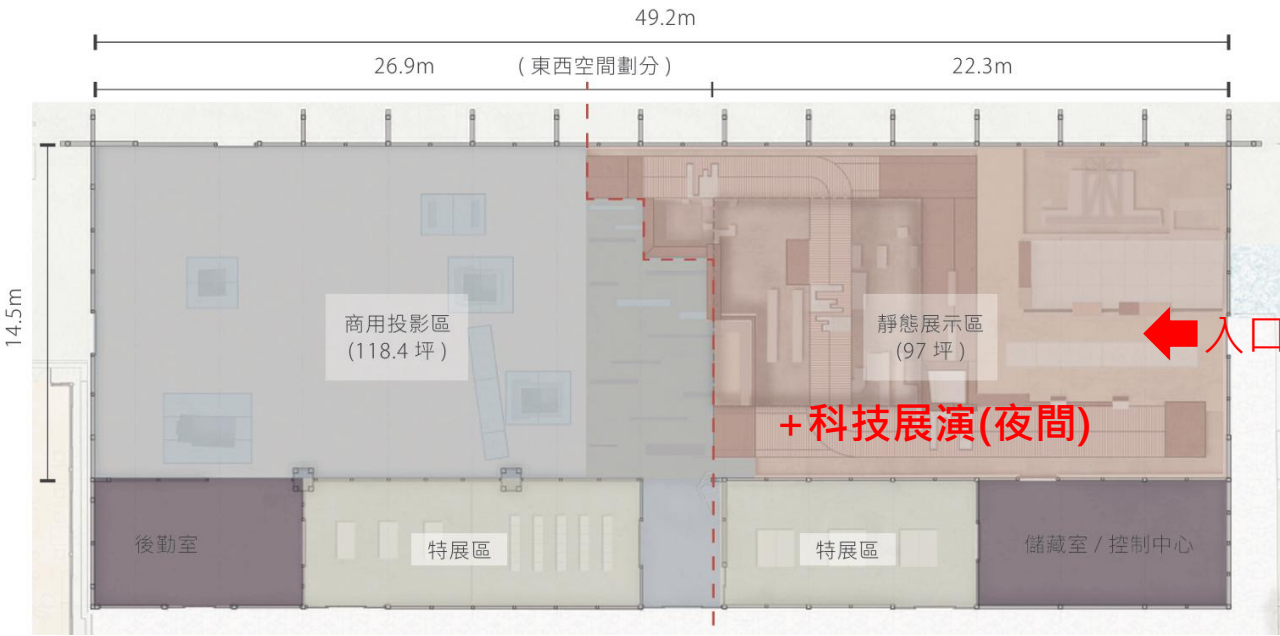 49.2m
26.9m
( 東西空間劃分 )
22.3m
14.5m
商用投影區
(118.4 坪 )
靜態展示區
(97 坪 )
入口
+科技展演(夜間)
後勤室
特展區
特展區
儲藏室 / 控制中心